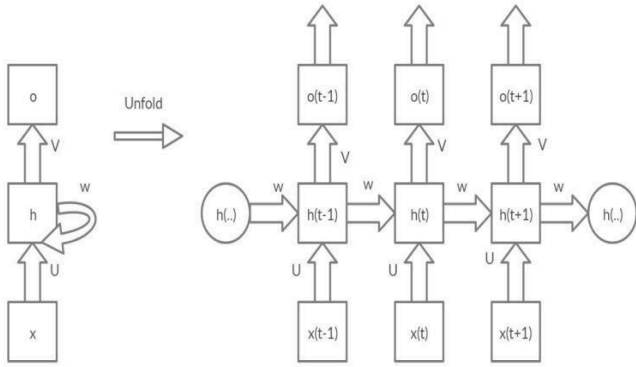 o
Unfold
V
w
h
U
x
o(t-1)
o(t)
o(t+1)
V
V
V
w
w
w
w
h(..)
h(t-1)
h(t)
h(t+1)
h(..)
U
U
U
x(t-1)
x(t)
x(t+1)